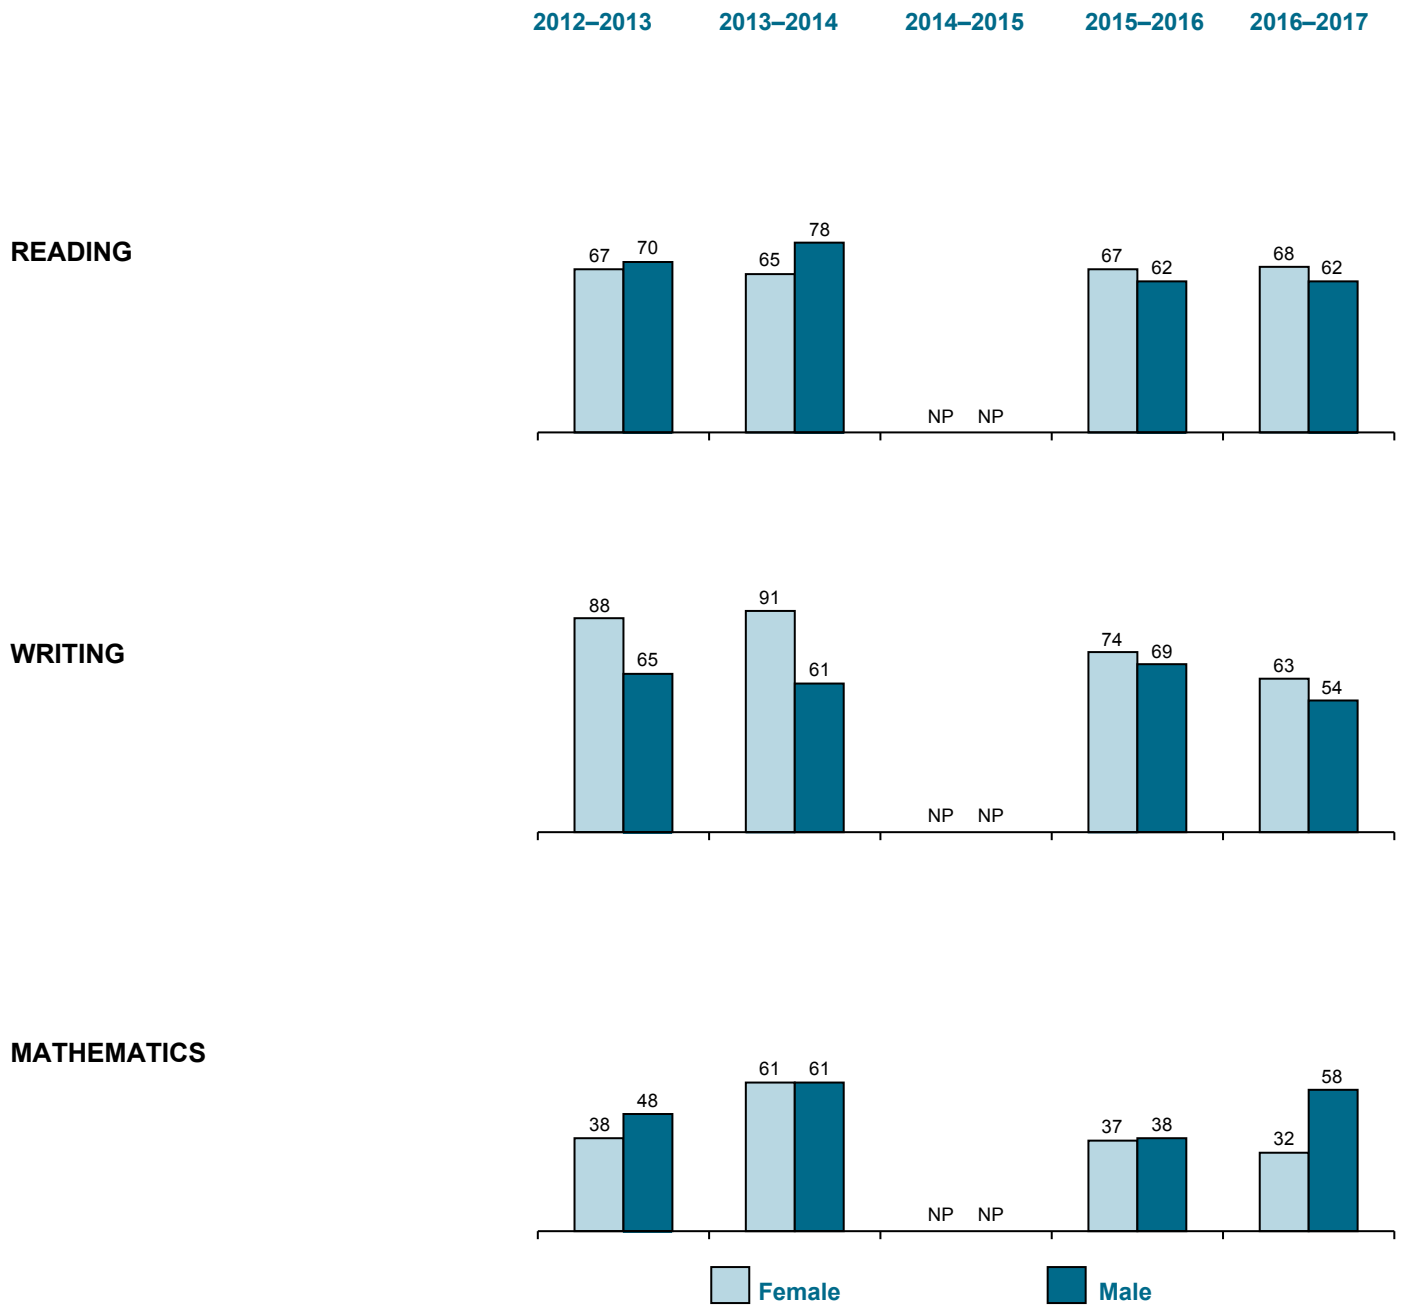 2012–2013 2013–2014 2014–2015 2015–2016 2016–2017
READING
67 70 65 78 NP NP 67 62 68 62
WRITING
88 65 91 61 NP NP 74 69 63 54
MATHEMATICS
38 48 61 61 NP NP 37 38 32 58
Female Male